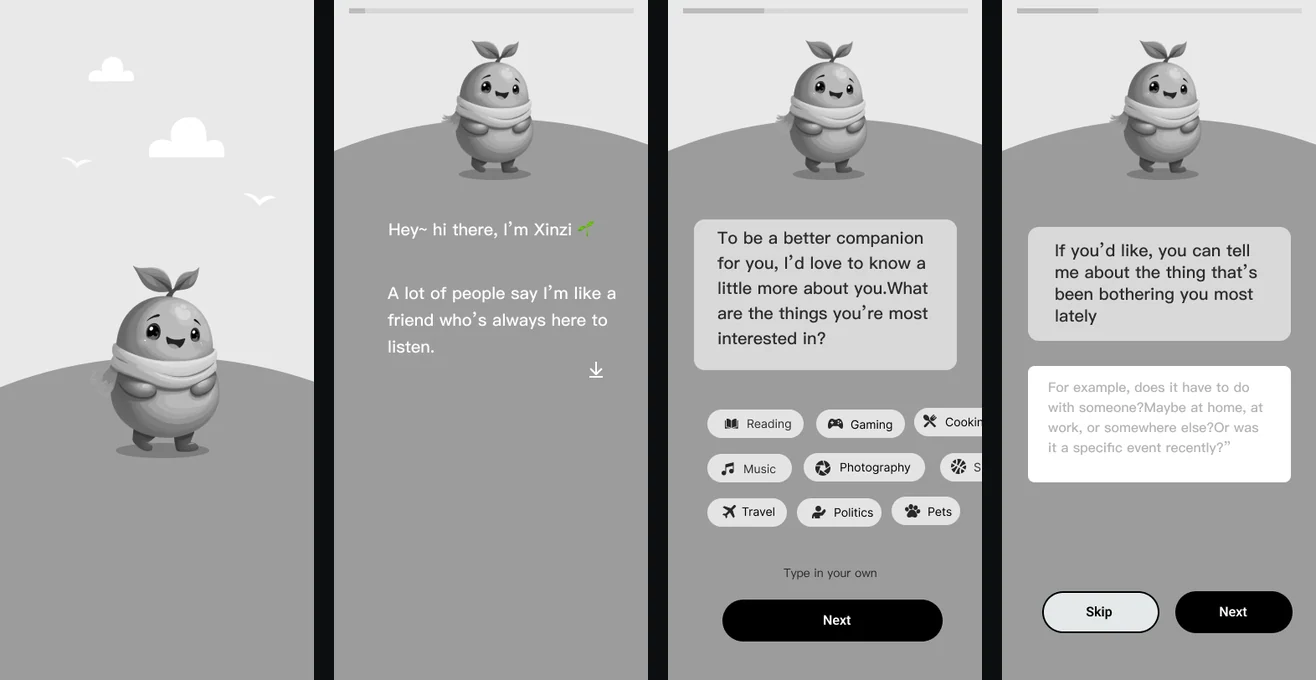 Hey~ hi there, I’m Xinzi 🌱
A lot of people say I’m like a
friend who’s always here to
listen.
To be a better companion
for you, I’d love to know a
little more about you.What
are the things you’re most
interested in?
Reading
Gaming
Cookin
Music
Photography
S
Travel
Politics
Pets
Type in your own
Next
If you’d like, you can tell
me about the thing that’s
been bothering you most
lately
For example, does it have to do
with someone?Maybe at home, at
work, or somewhere else?Or was
it a specific event recently?”
Skip
Next